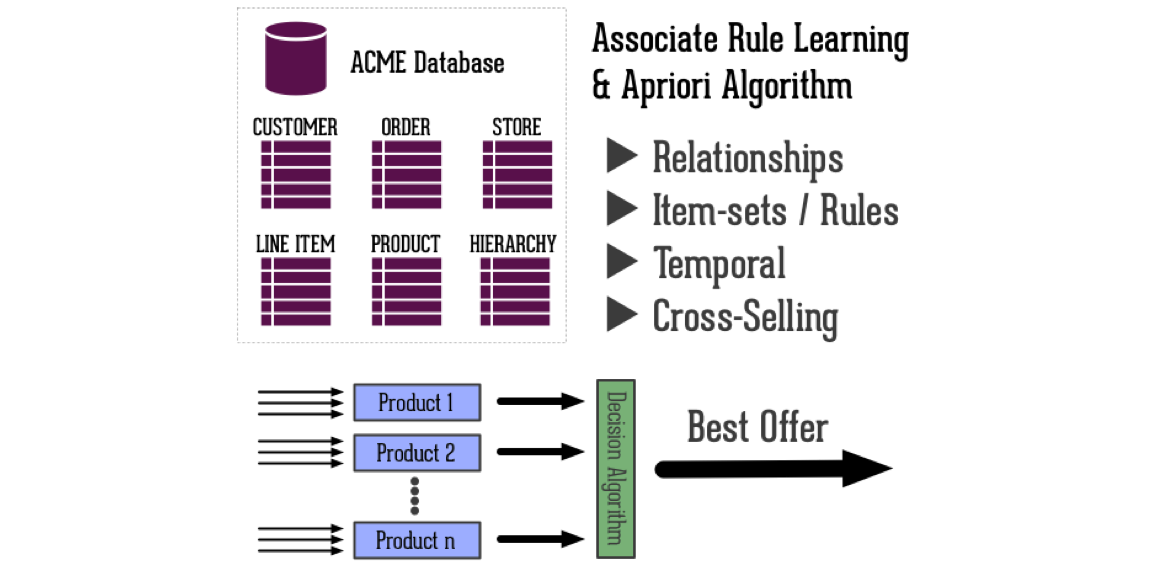 ACME Database
CUSTOMER ORDER STORE
LINE ITEM PRODUCT HIERARCHY
Associate Rule Learning
& Apriori Algorithm
Relationships
Item-sets / Rules
Temporal
Cross-Selling
Product 1
Product 2
Product n
Decision Algorithm
Best Offer